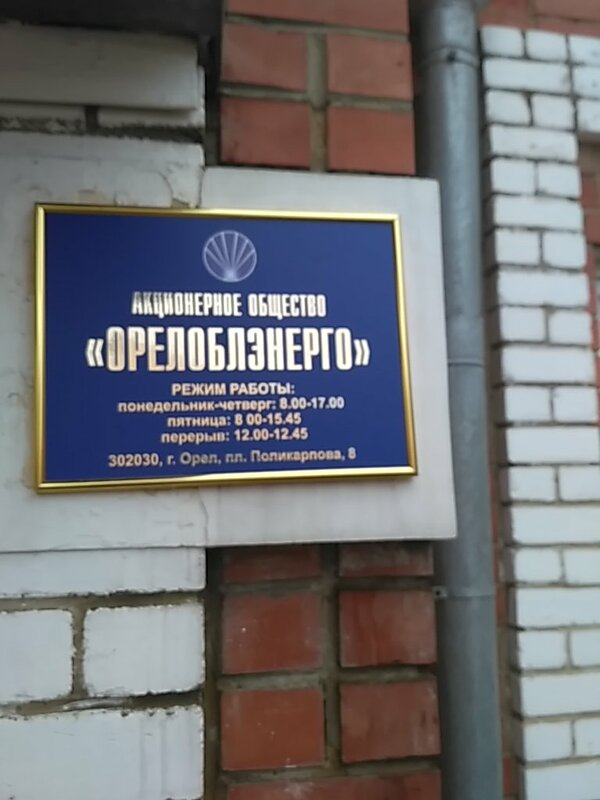 АКЦИОНЕРНОЕ ОБЩЕСТВО
«ОРЕЛОБЛЭНЕРГО»
РЕЖИМ РАБОТЫ:
понедельник-четверг: 8.00-17.00
пятница: 8 00-15.45
перерыв: 12.00-12.45
302030, г. Орел, пл. Поликарпова, 8